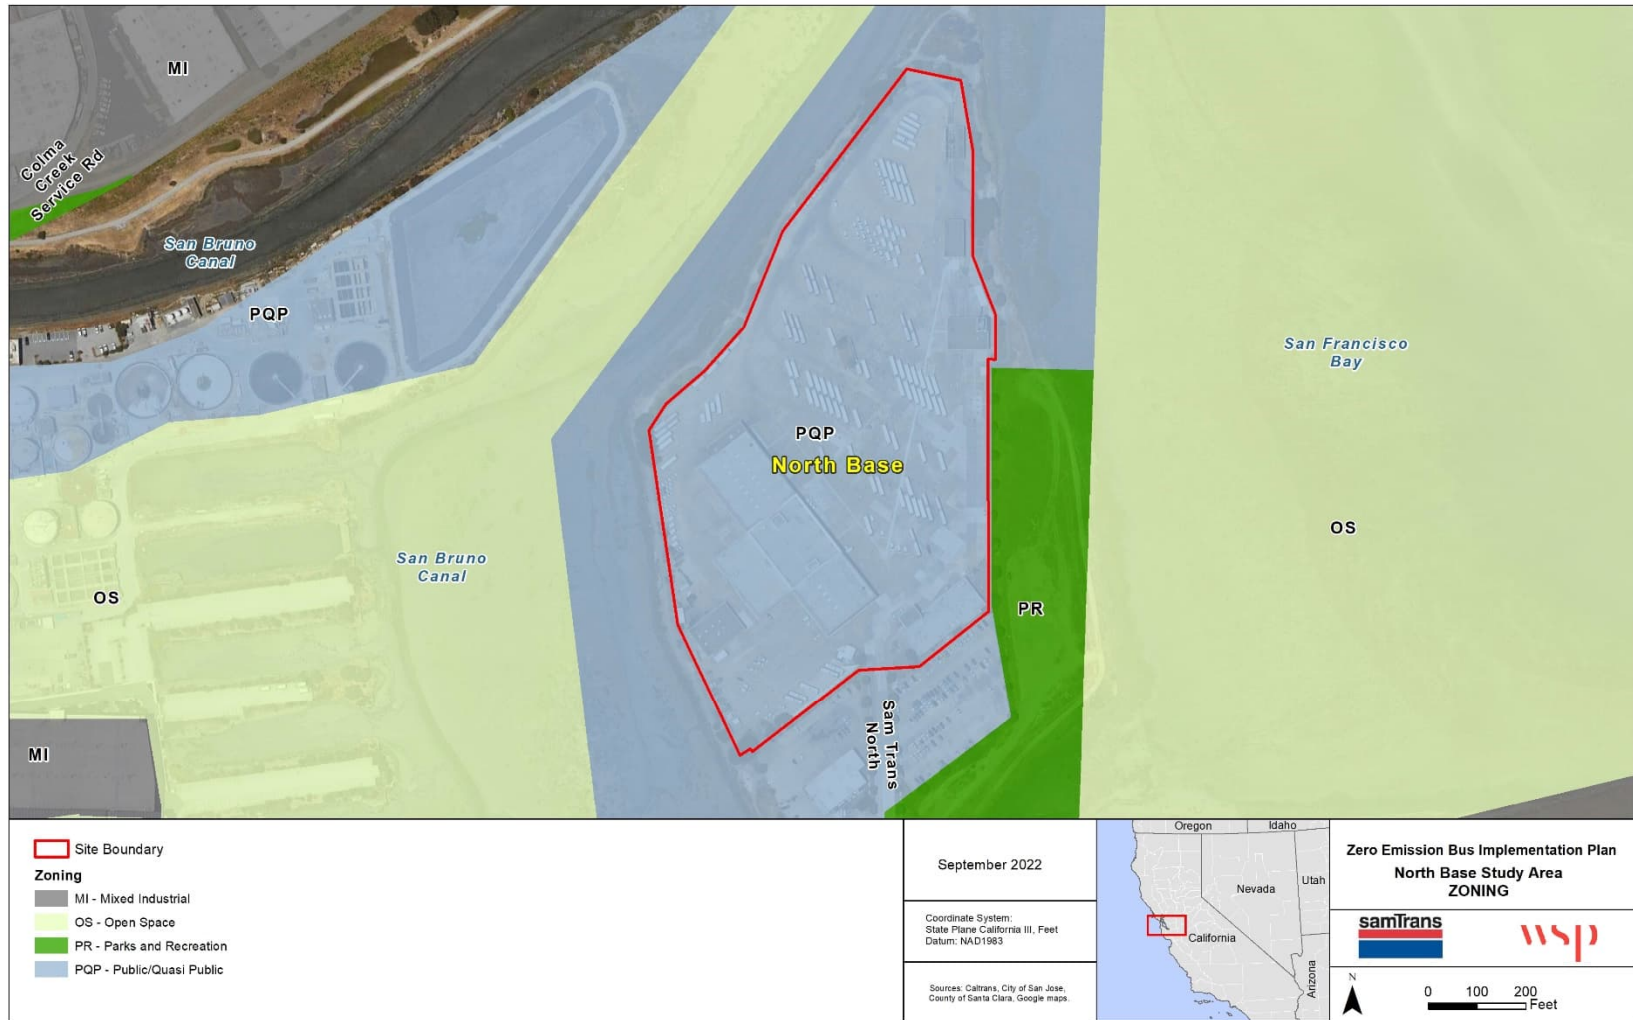 MI
Colma
Creek
Service Rd
San Bruno
Canal
PQP
San Francisco
Bay
PQP
North Base
OS
San Bruno
Canal
OS
PR
Sam Trans
North
MI
Site Boundary
Zoning
MI - Mixed Industrial
OS - Open Space
PR - Parks and Recreation
PQP - Public/Quasi Public
September 2022
Coordinate System:
State Plane California III, Feet
Datum: NAD1983
Sources: Caltrans, City of San Jose,
County of Santa Clara, Google maps.
Oregon
Idaho
Nevada
Utah
California
Arizona
Zero Emission Bus Implementation Plan
North Base Study Area
ZONING
samTrans
wsp
N
0 100 200
Feet